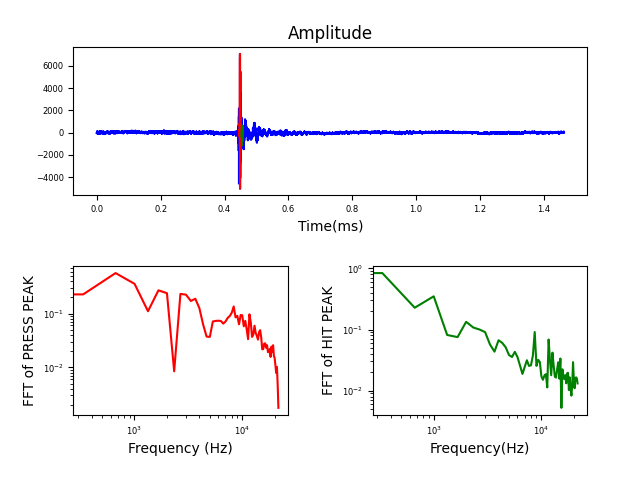 Amplitude
6000
4000
2000
0
−2000
−4000
0.0 0.2 0.4 0.6 0.8 1.0 1.2 1.4
Time(ms)
FFT of PRESS PEAK
10⁻¹
10⁻²
10³ 10⁴
Frequency (Hz)
FFT of HIT PEAK
10⁰
10⁻¹
10⁻²
10³ 10⁴
Frequency(Hz)